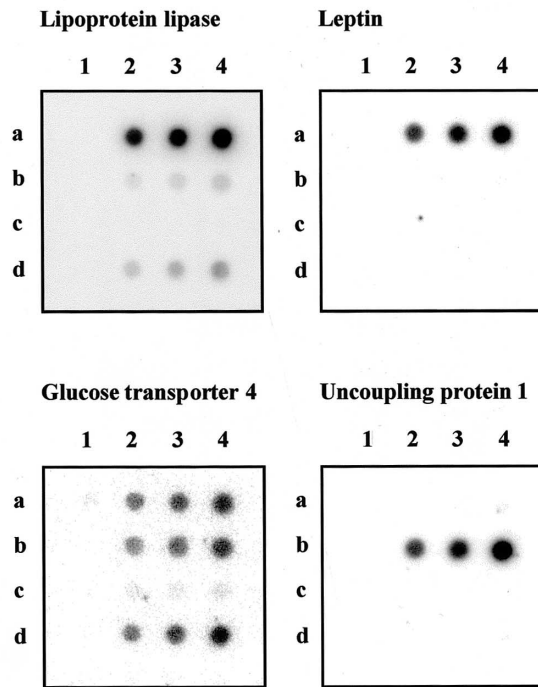 Lipoprotein lipase
1 2 3 4
a
b
c
d
Leptin
1 2 3 4
a
b
c
d
Glucose transporter 4
1 2 3 4
a
b
c
d
Uncoupling protein 1
1 2 3 4
a
b
c
d